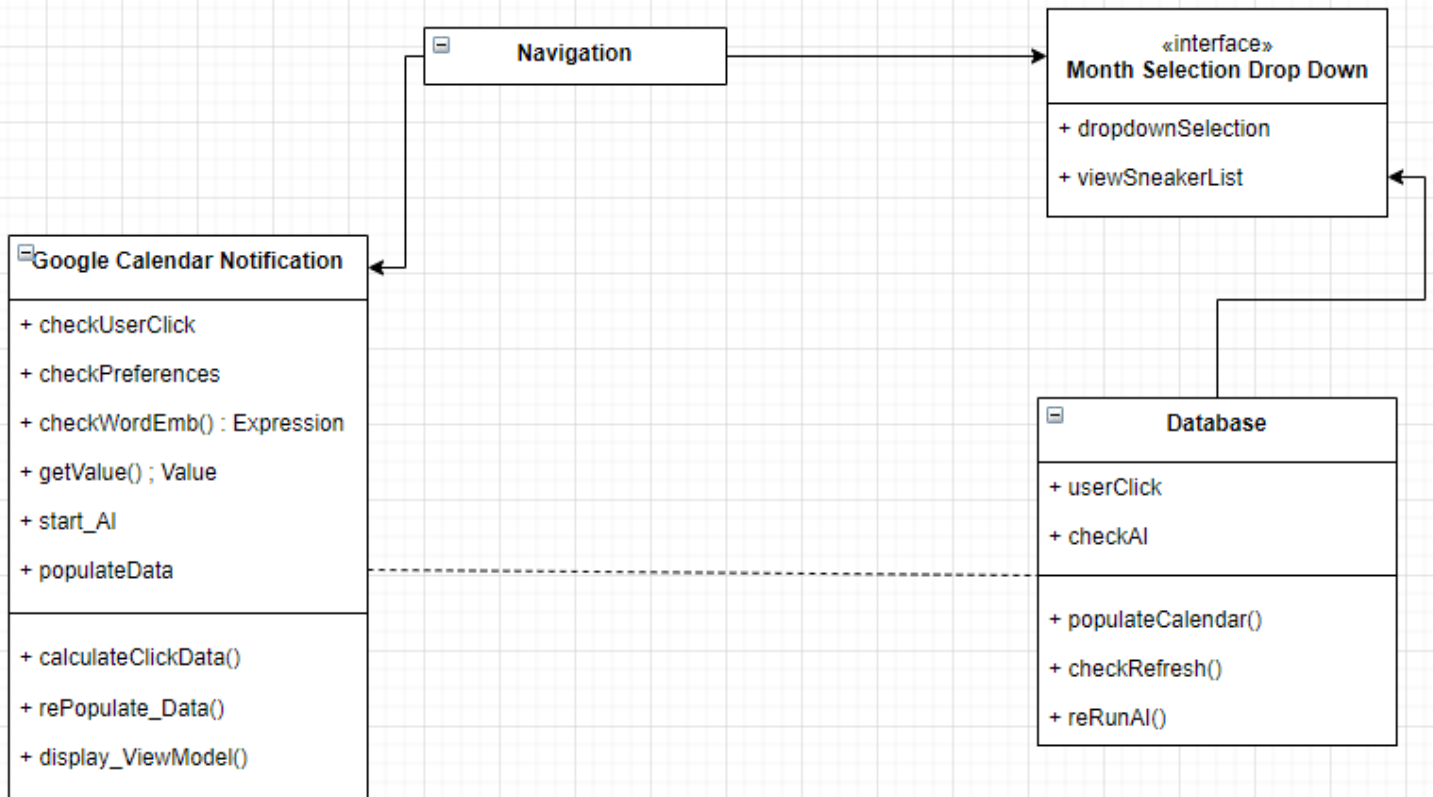 Navigation
«interface»
Month Selection Drop Down
+ dropdownSelection
+ viewSneakerList
Google Calendar Notification
+ checkUserClick
+ checkPreferences
+ checkWordEmb() : Expression
+ getValue() ; Value
+ start_AI
+ populateData
+ calculateClickData()
+ rePopulate_Data()
+ display_ViewModel()
Database
+ userClick
+ checkAI
+ populateCalendar()
+ checkRefresh()
+ reRunAI()